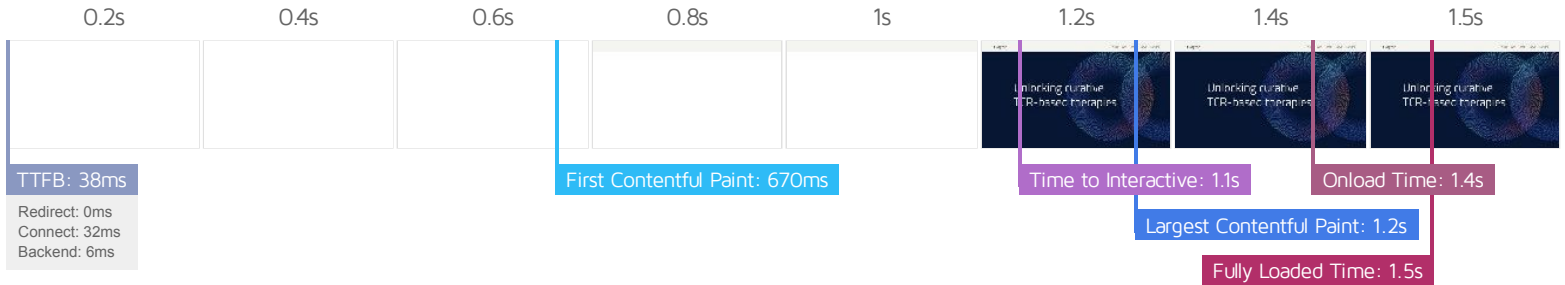 0.2s 0.4s 0.6s 0.8s 1s 1.2s 1.4s 1.5s
Unlocking curative
TCR-based therapies
Unlocking curative
TCR-based therapies
Unlocking curative
TCR-based therapies
TTFB: 38ms
Redirect: 0ms
Connect: 32ms
Backend: 6ms
First Contentful Paint: 670ms
Time to Interactive: 1.1s
Onload Time: 1.4s
Largest Contentful Paint: 1.2s
Fully Loaded Time: 1.5s